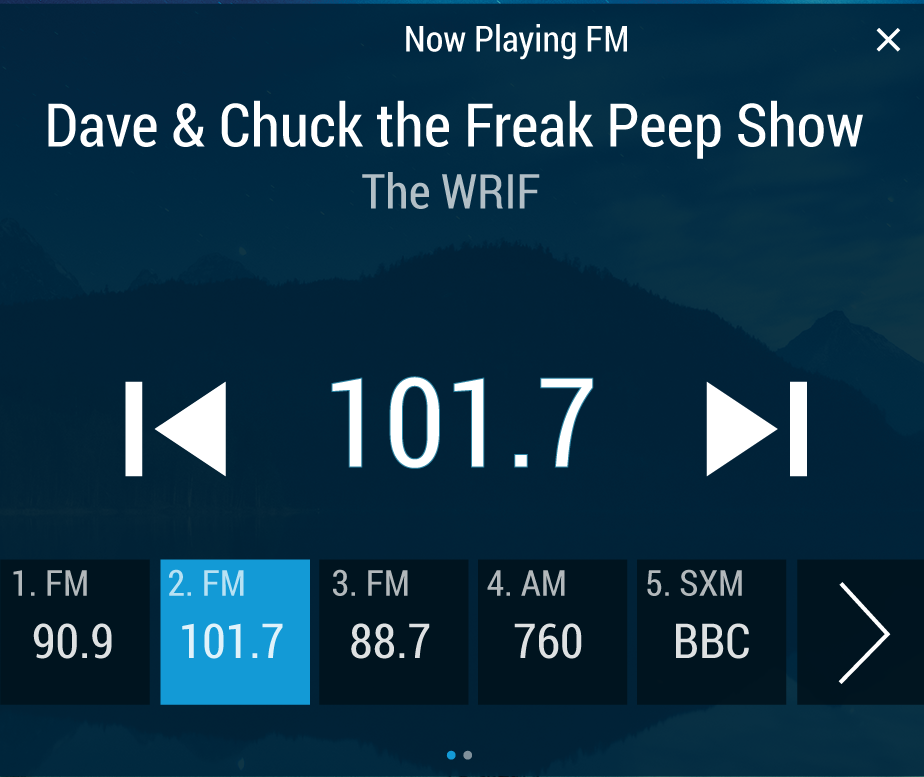 Now Playing FM
Dave & Chuck the Freak Peep Show
The WRIF
101.7
1. FM
90.9
2. FM
101.7
3. FM
88.7
4. AM
760
5. SXM
BBC